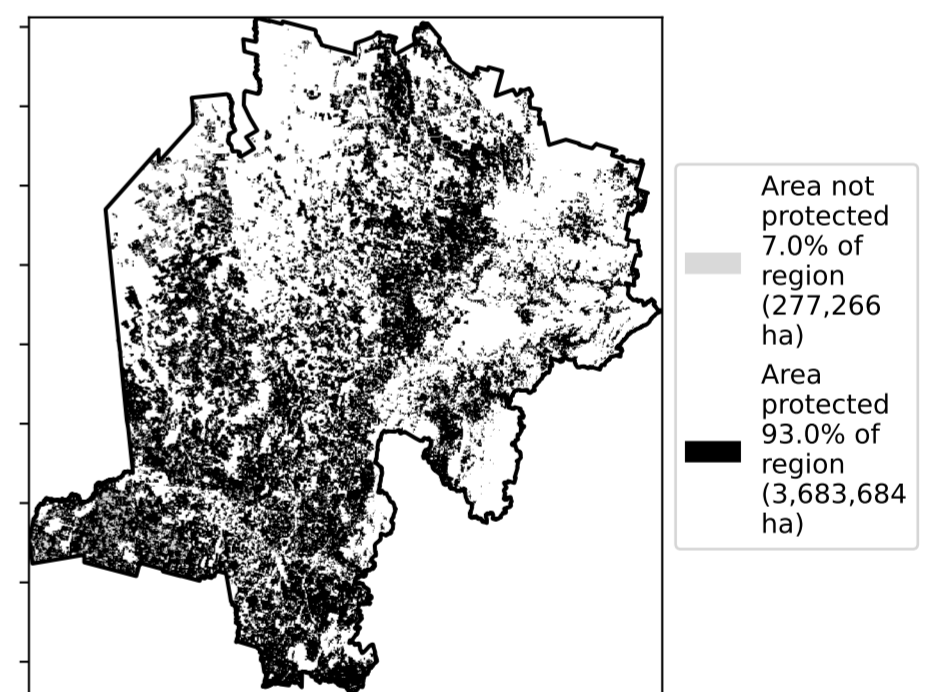 Area not
protected
7.0% of
region
(277,266
ha)
Area
protected
93.0% of
region
(3,683,684
ha)